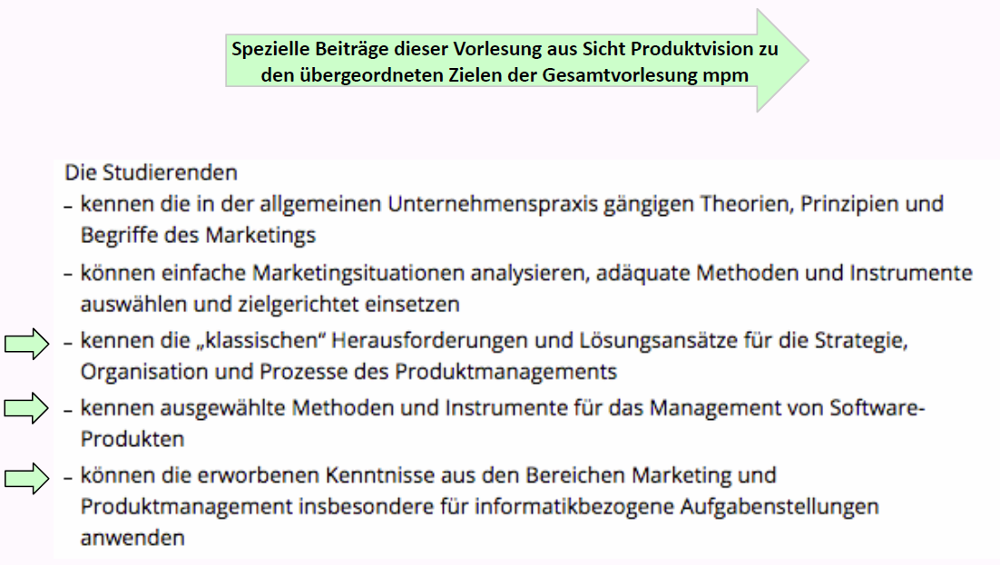 Spezielle Beiträge dieser Vorlesung aus Sicht Produktvision zu
den übergeordneten Zielen der Gesamtvorlesung mpm
Die Studierenden
– kennen die in der allgemeinen Unternehmenspraxis gängigen Theorien, Prinzipien und
Begriffe des Marketings
– können einfache Marketingsituationen analysieren, adäquate Methoden und Instrumente
auswählen und zielgerichtet einsetzen
– kennen die „klassischen“ Herausforderungen und Lösungsansätze für die Strategie,
Organisation und Prozesse des Produktmanagements
– kennen ausgewählte Methoden und Instrumente für das Management von Software-
Produkten
– können die erworbenen Kenntnisse aus den Bereichen Marketing und
Produktmanagement insbesondere für informatikbezogene Aufgabenstellungen
anwenden